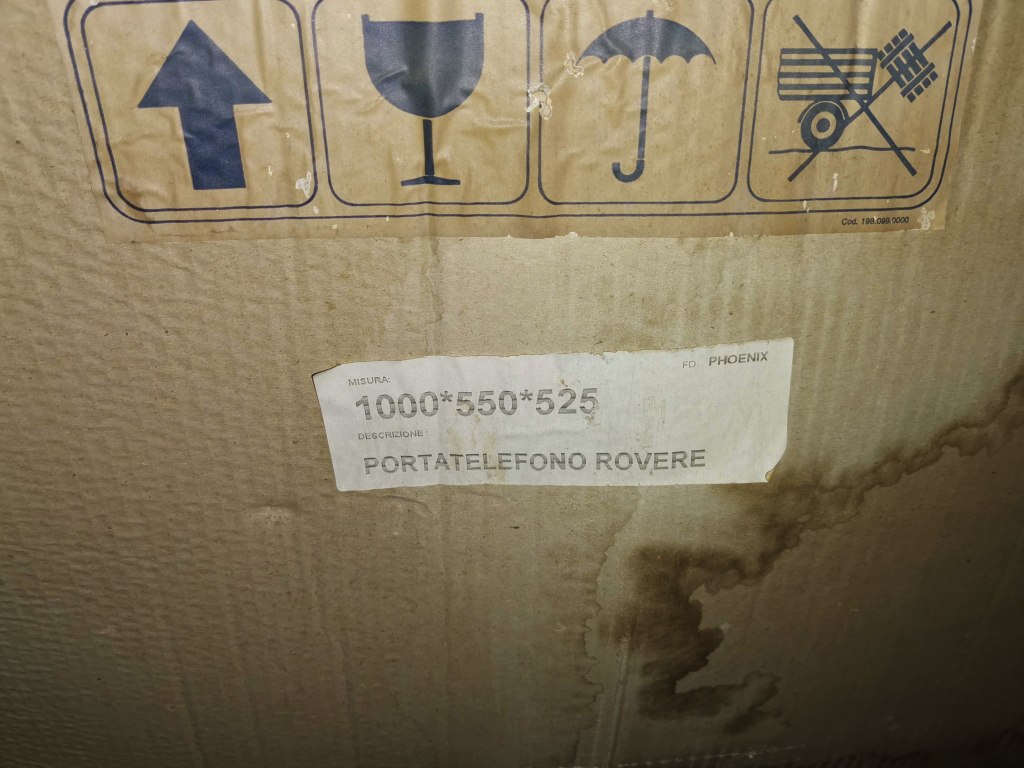 Cod. 198.099.0000
FD PHOENIX
MISURA:
1000*550*525
DESCRIZIONE :
PORTATELEFONO ROVERE